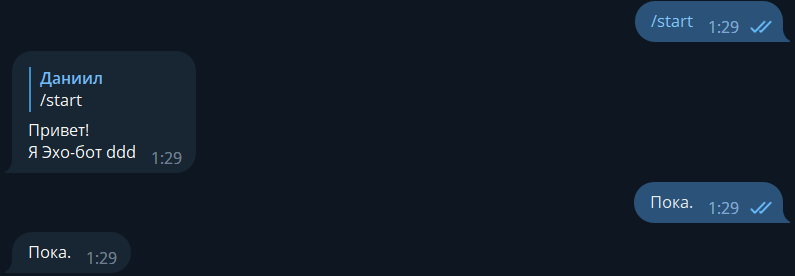 /start 1:29
Даниил
/start
Привет!
Я Эхо-бот ddd 1:29
Пока. 1:29
Пока. 1:29